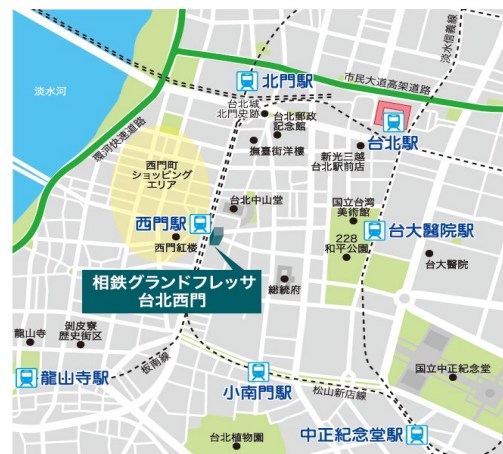 淡水信義線
北門駅
市民大道高架道路
淡水河
台北城
北門史跡
台北郵政
記念館
台北駅
環河快速道路
撫臺街洋樓
新光三越
台北駅前店
西門町
ショッピング
エリア
台北中山堂
国立台湾
美術館
西門駅
台大醫院駅
西門紅楼
228
和平公園
台大醫院
相鉄グランドフレッサ
台北西門
総統府
剥皮寮
歴史街区
龍山寺
板南線
国立中正紀念堂
龍山寺駅
小南門駅
松山新店線
中正紀念堂駅
台北植物園